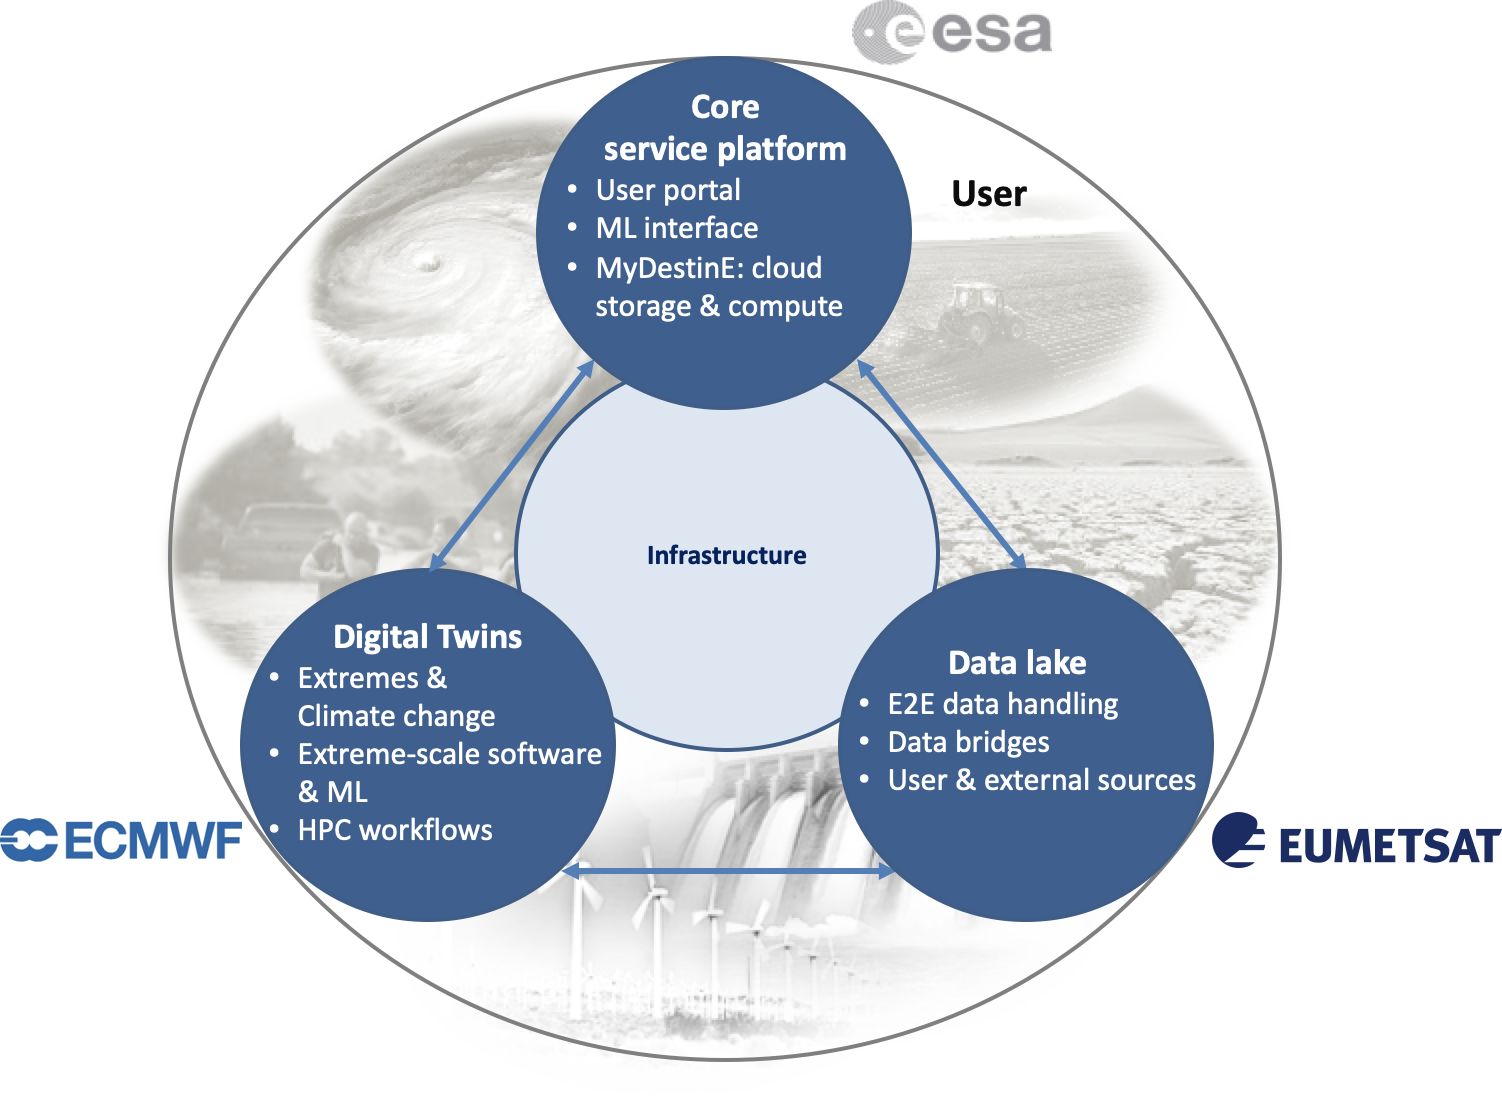 esa
Core
service platform
• User portal
• ML interface
• MyDestinE: cloud
storage & compute
User
Infrastructure
Digital Twins
• Extremes &
Climate change
• Extreme-scale software
& ML
• HPC workflows
Data lake
• E2E data handling
• Data bridges
• User & external sources
ECMWF
EUMETSAT